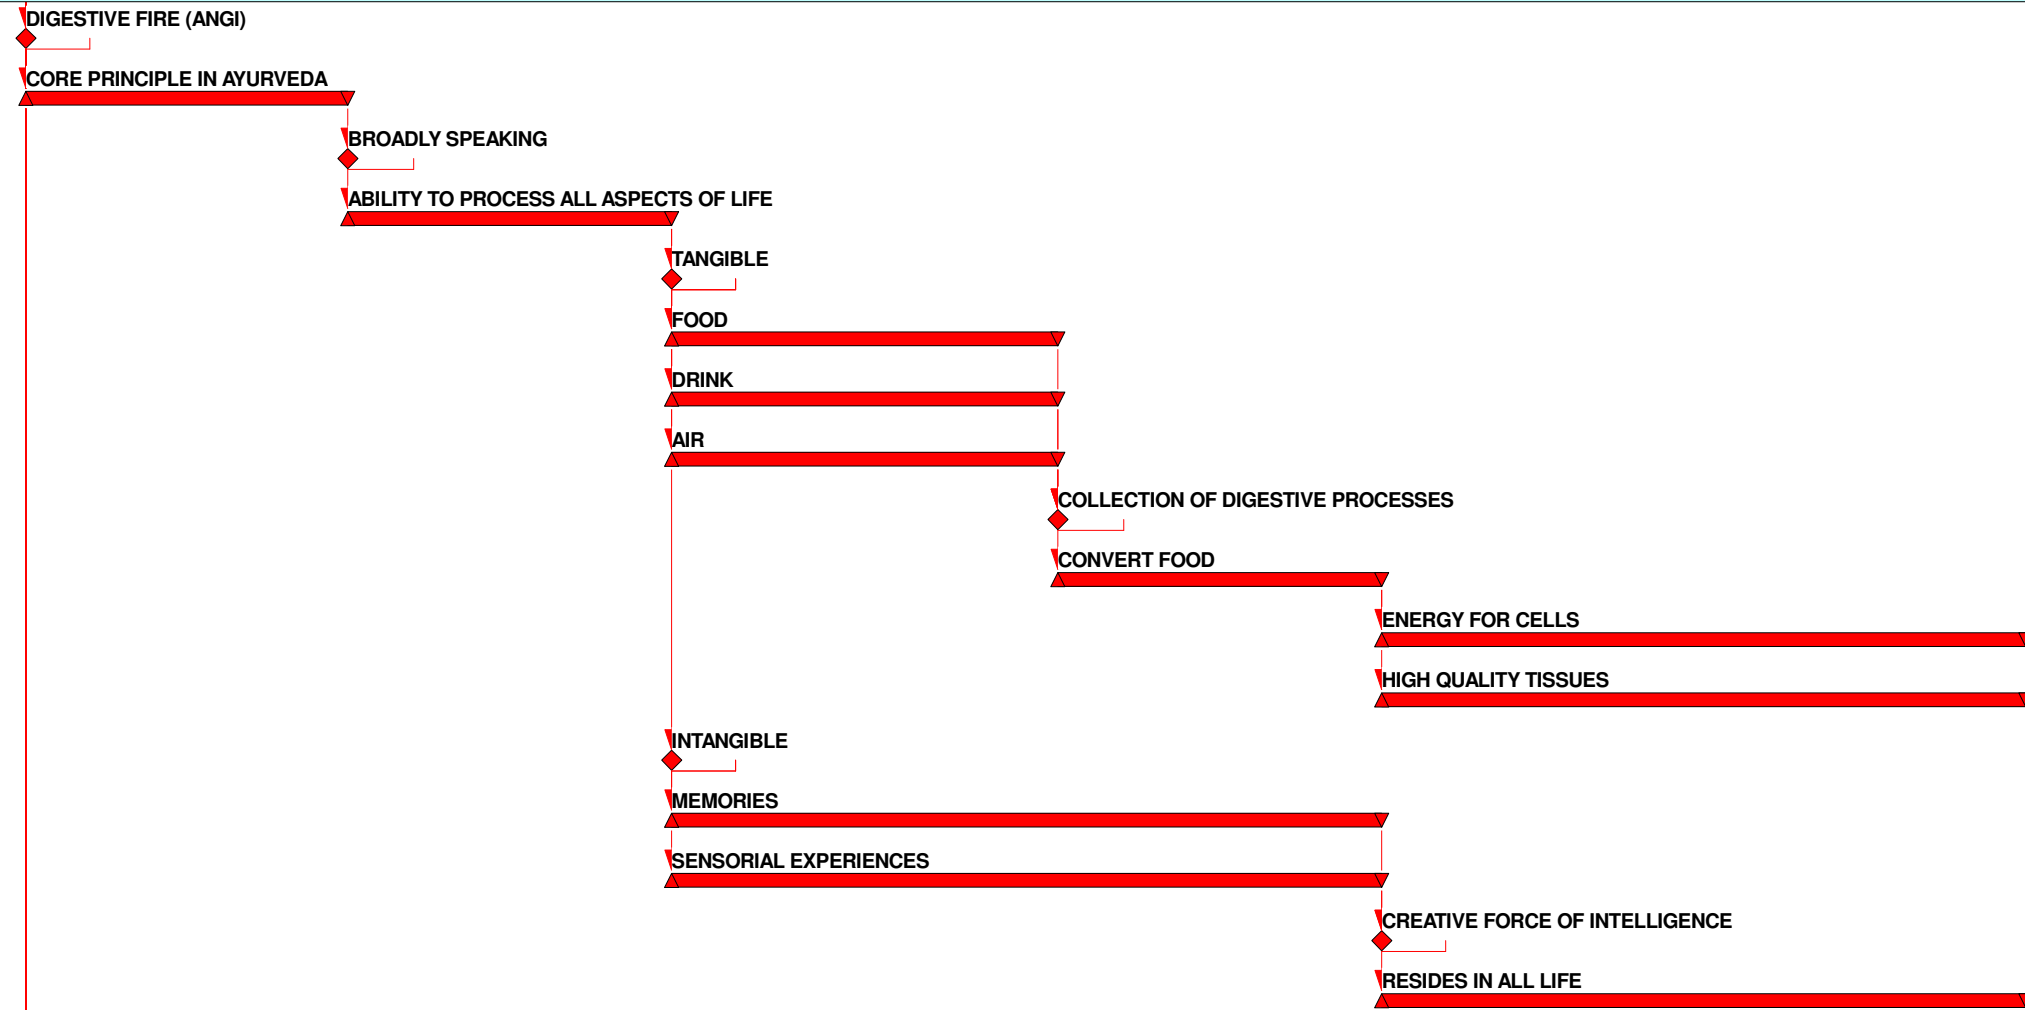 DIGESTIVE FIRE (ANGI)
CORE PRINCIPLE IN AYURVEDA
BROADLY SPEAKING
ABILITY TO PROCESS ALL ASPECTS OF LIFE
TANGIBLE
FOOD
DRINK
AIR
COLLECTION OF DIGESTIVE PROCESSES
CONVERT FOOD
ENERGY FOR CELLS
HIGH QUALITY TISSUES
INTANGIBLE
MEMORIES
SENSORIAL EXPERIENCES
CREATIVE FORCE OF INTELLIGENCE
RESIDES IN ALL LIFE